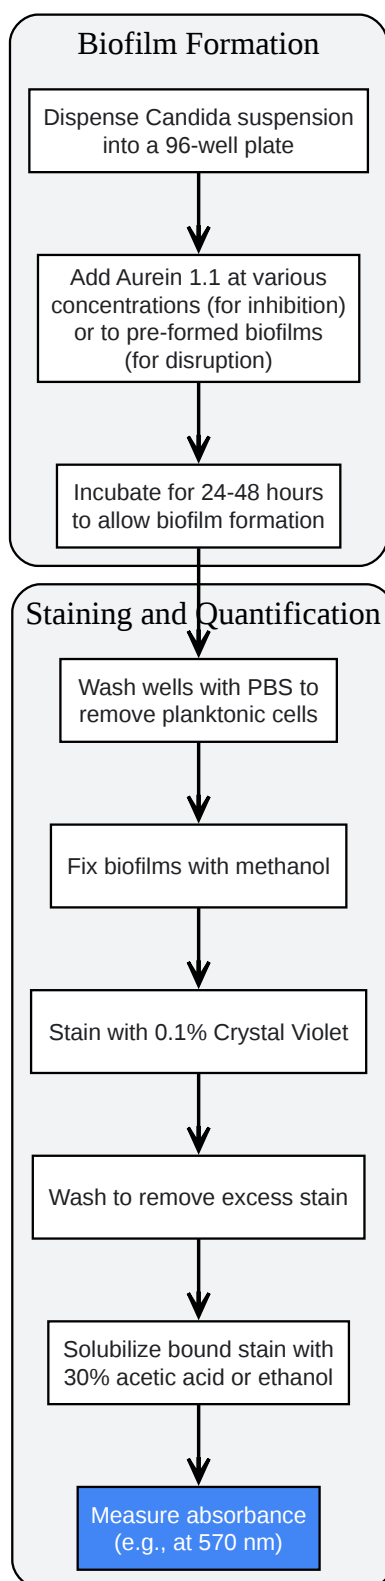 Biofilm Formation
Dispense Candida suspension
into a 96-well plate
Add Aurein 1.1 at various
concentrations (for inhibition)
or to pre-formed biofilms
(for disruption)
Incubate for 24-48 hours
to allow biofilm formation
Staining and Quantification
Wash wells with PBS to
remove planktonic cells
Fix biofilms with methanol
Stain with 0.1% Crystal Violet
Wash to remove excess stain
Solubilize bound stain with
30% acetic acid or ethanol
Measure absorbance
(e.g., at 570 nm)